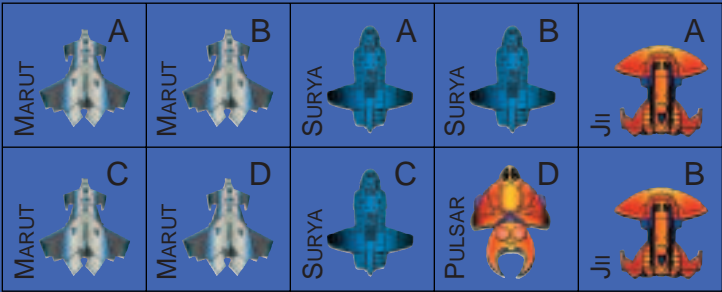 MARUT A
MARUT B
SURYA A
SURYA B
JII A
MARUT C
MARUT D
SURYA C
PULSAR D
JII B